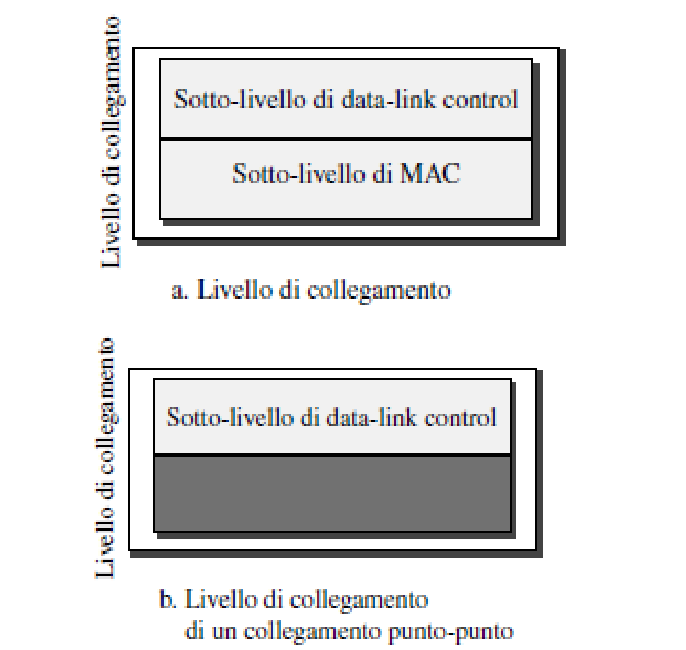 Livello di collegamento
Sotto-livello di data-link control
Sotto-livello di MAC
a. Livello di collegamento
Livello di collegamento
Sotto-livello di data-link control
b. Livello di collegamento
di un collegamento punto-punto